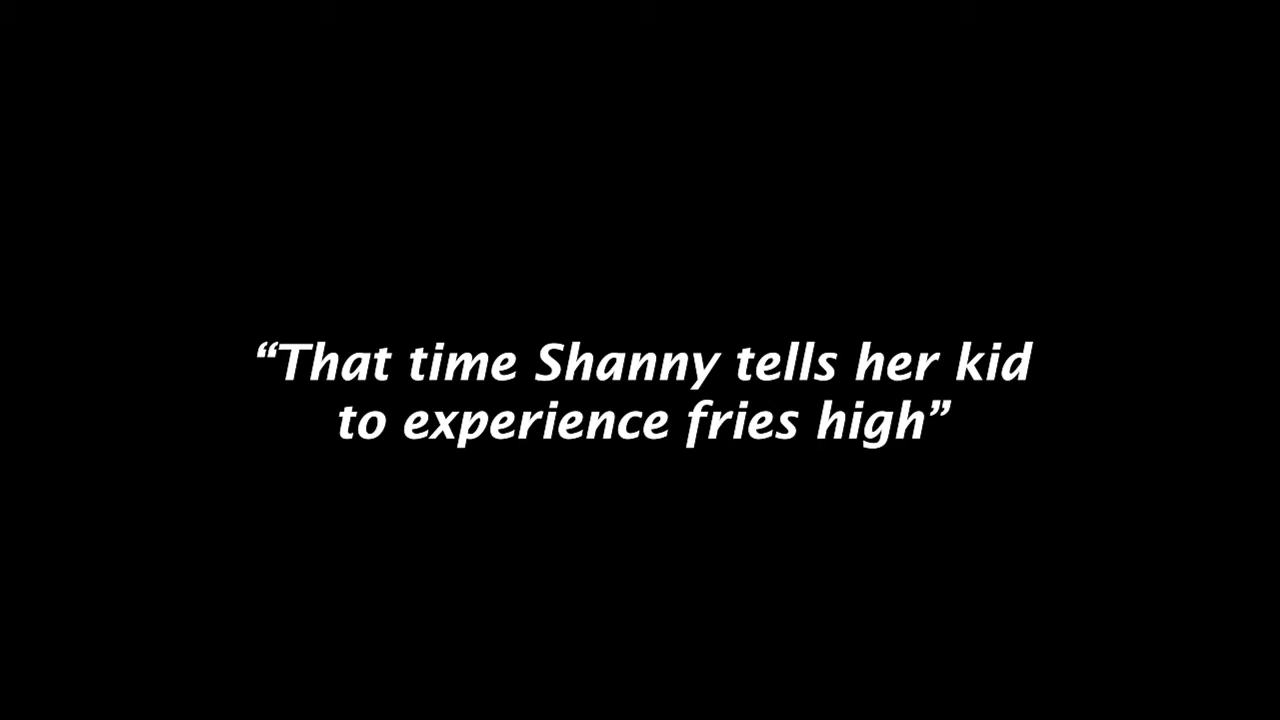 “That time Shanny tells her kid
to experience fries high”